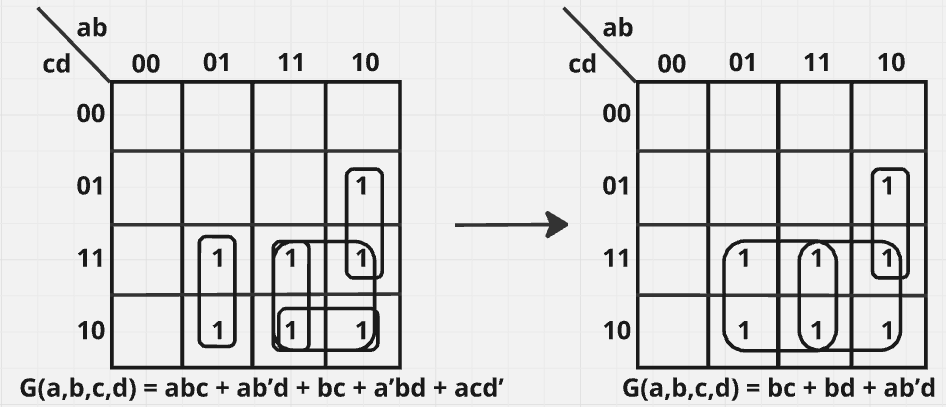 ab ab
cd 00 01 11 10 cd 00 01 11 10
00 00
01 1 01 1
11 1 1 1 11 1 1 1
10 1 1 1 10 1 1 1
G(a,b,c,d) = abc + ab’d + bc + a’bd + acd’ G(a,b,c,d) = bc + bd + ab’d